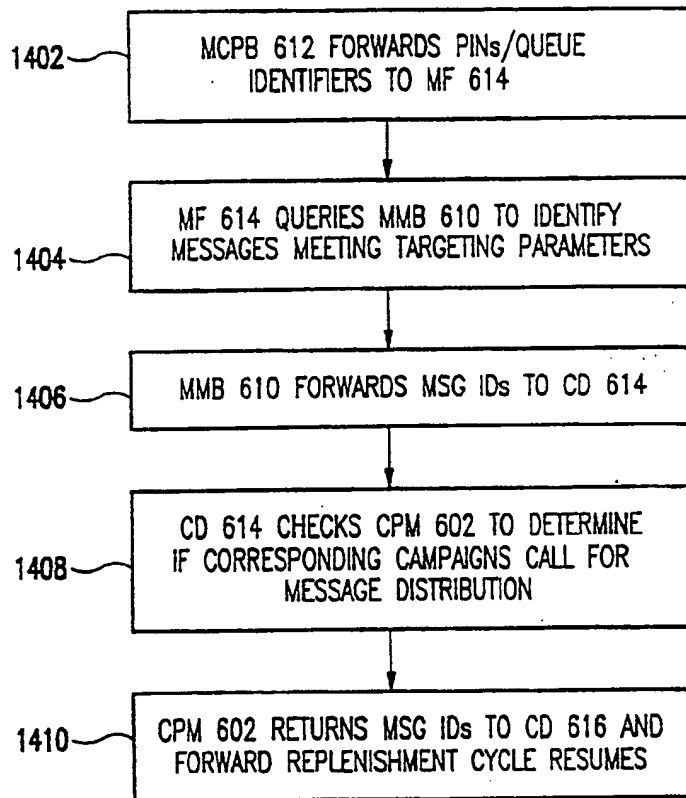 1402
MCPB 612 FORWARDS PINs/QUEUE
IDENTIFIERS TO MF 614
1404
MF 614 QUERIES MMB 610 TO IDENTIFY
MESSAGES MEETING TARGETING PARAMETERS
1406
MMB 610 FORWARDS MSG IDs TO CD 614
1408
CD 614 CHECKS CPM 602 TO DETERMINE
IF CORRESPONDING CAMPAIGNS CALL FOR
MESSAGE DISTRIBUTION
1410
CPM 602 RETURNS MSG IDs TO CD 616 AND
FORWARD REPLENISHMENT CYCLE RESUMES